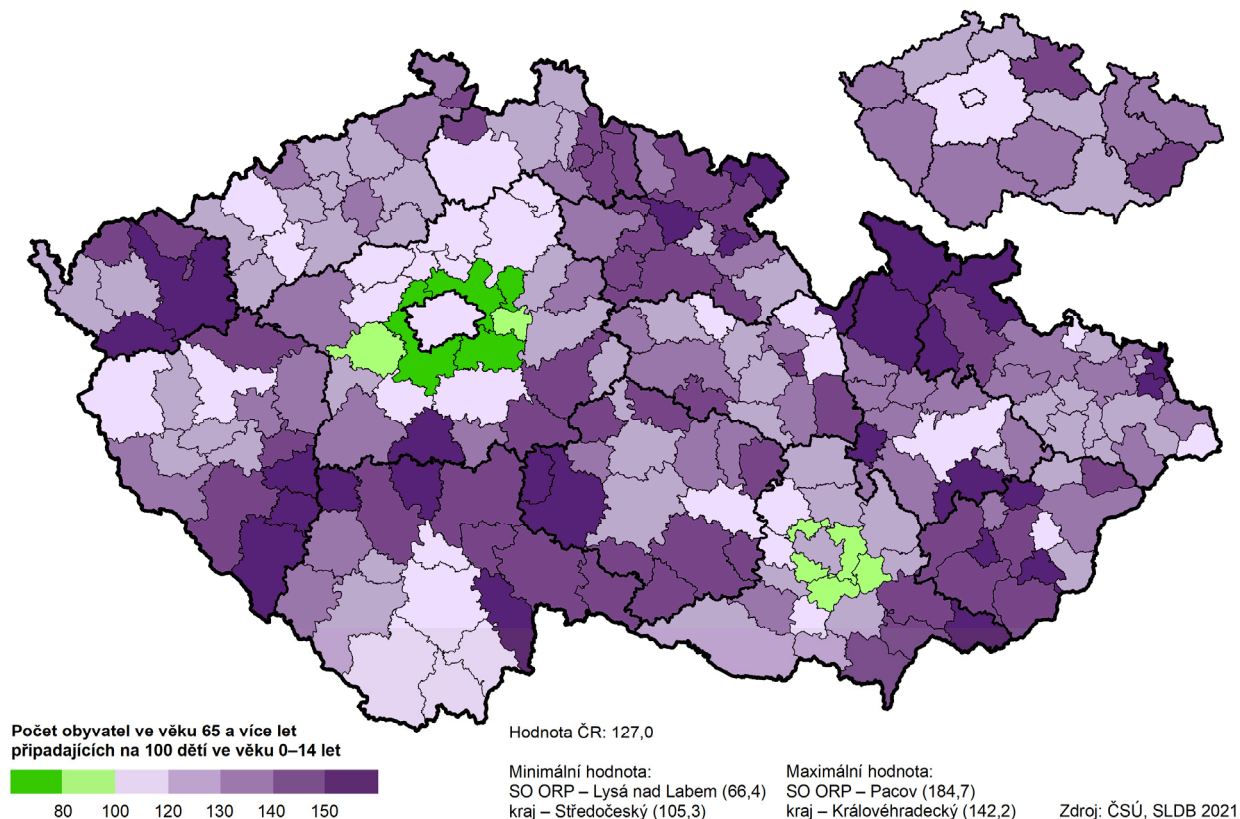 Počet obyvatel ve věku 65 a více let
připadajících na 100 dětí ve věku 0–14 let
80 100 120 130 140 150
Hodnota ČR: 127,0
Minimální hodnota:
SO ORP – Lysá nad Labem (66,4)
kraj – Středočeský (105,3)
Maximální hodnota:
SO ORP – Pacov (184,7)
kraj – Královéhradecký (142,2)
Zdroj: ČSÚ, SLDB 2021